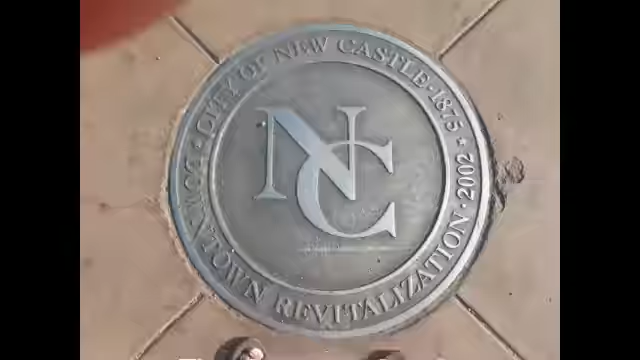 CITY OF NEW CASTLE · 1875 ·
2002 · DOWNTOWN REVITALIZATION ·
NC